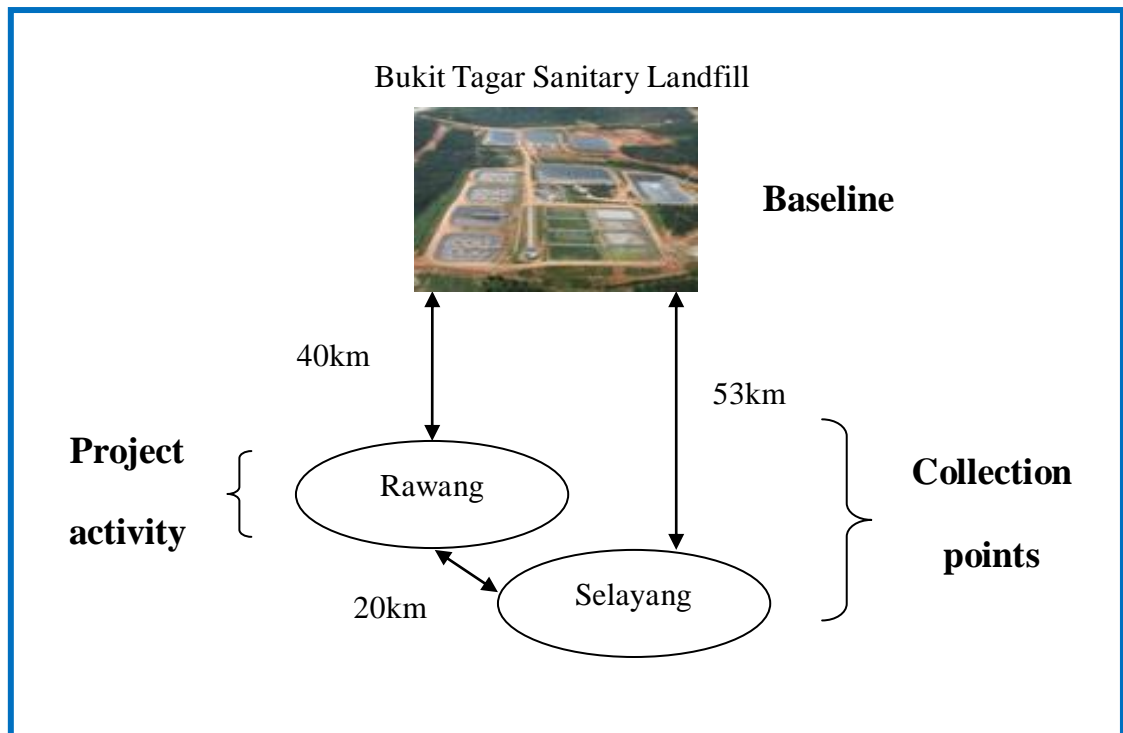 Bukit Tagar Sanitary Landfill
Baseline
40km
53km
Project
activity
Rawang
Collection
points
Selayang
20km